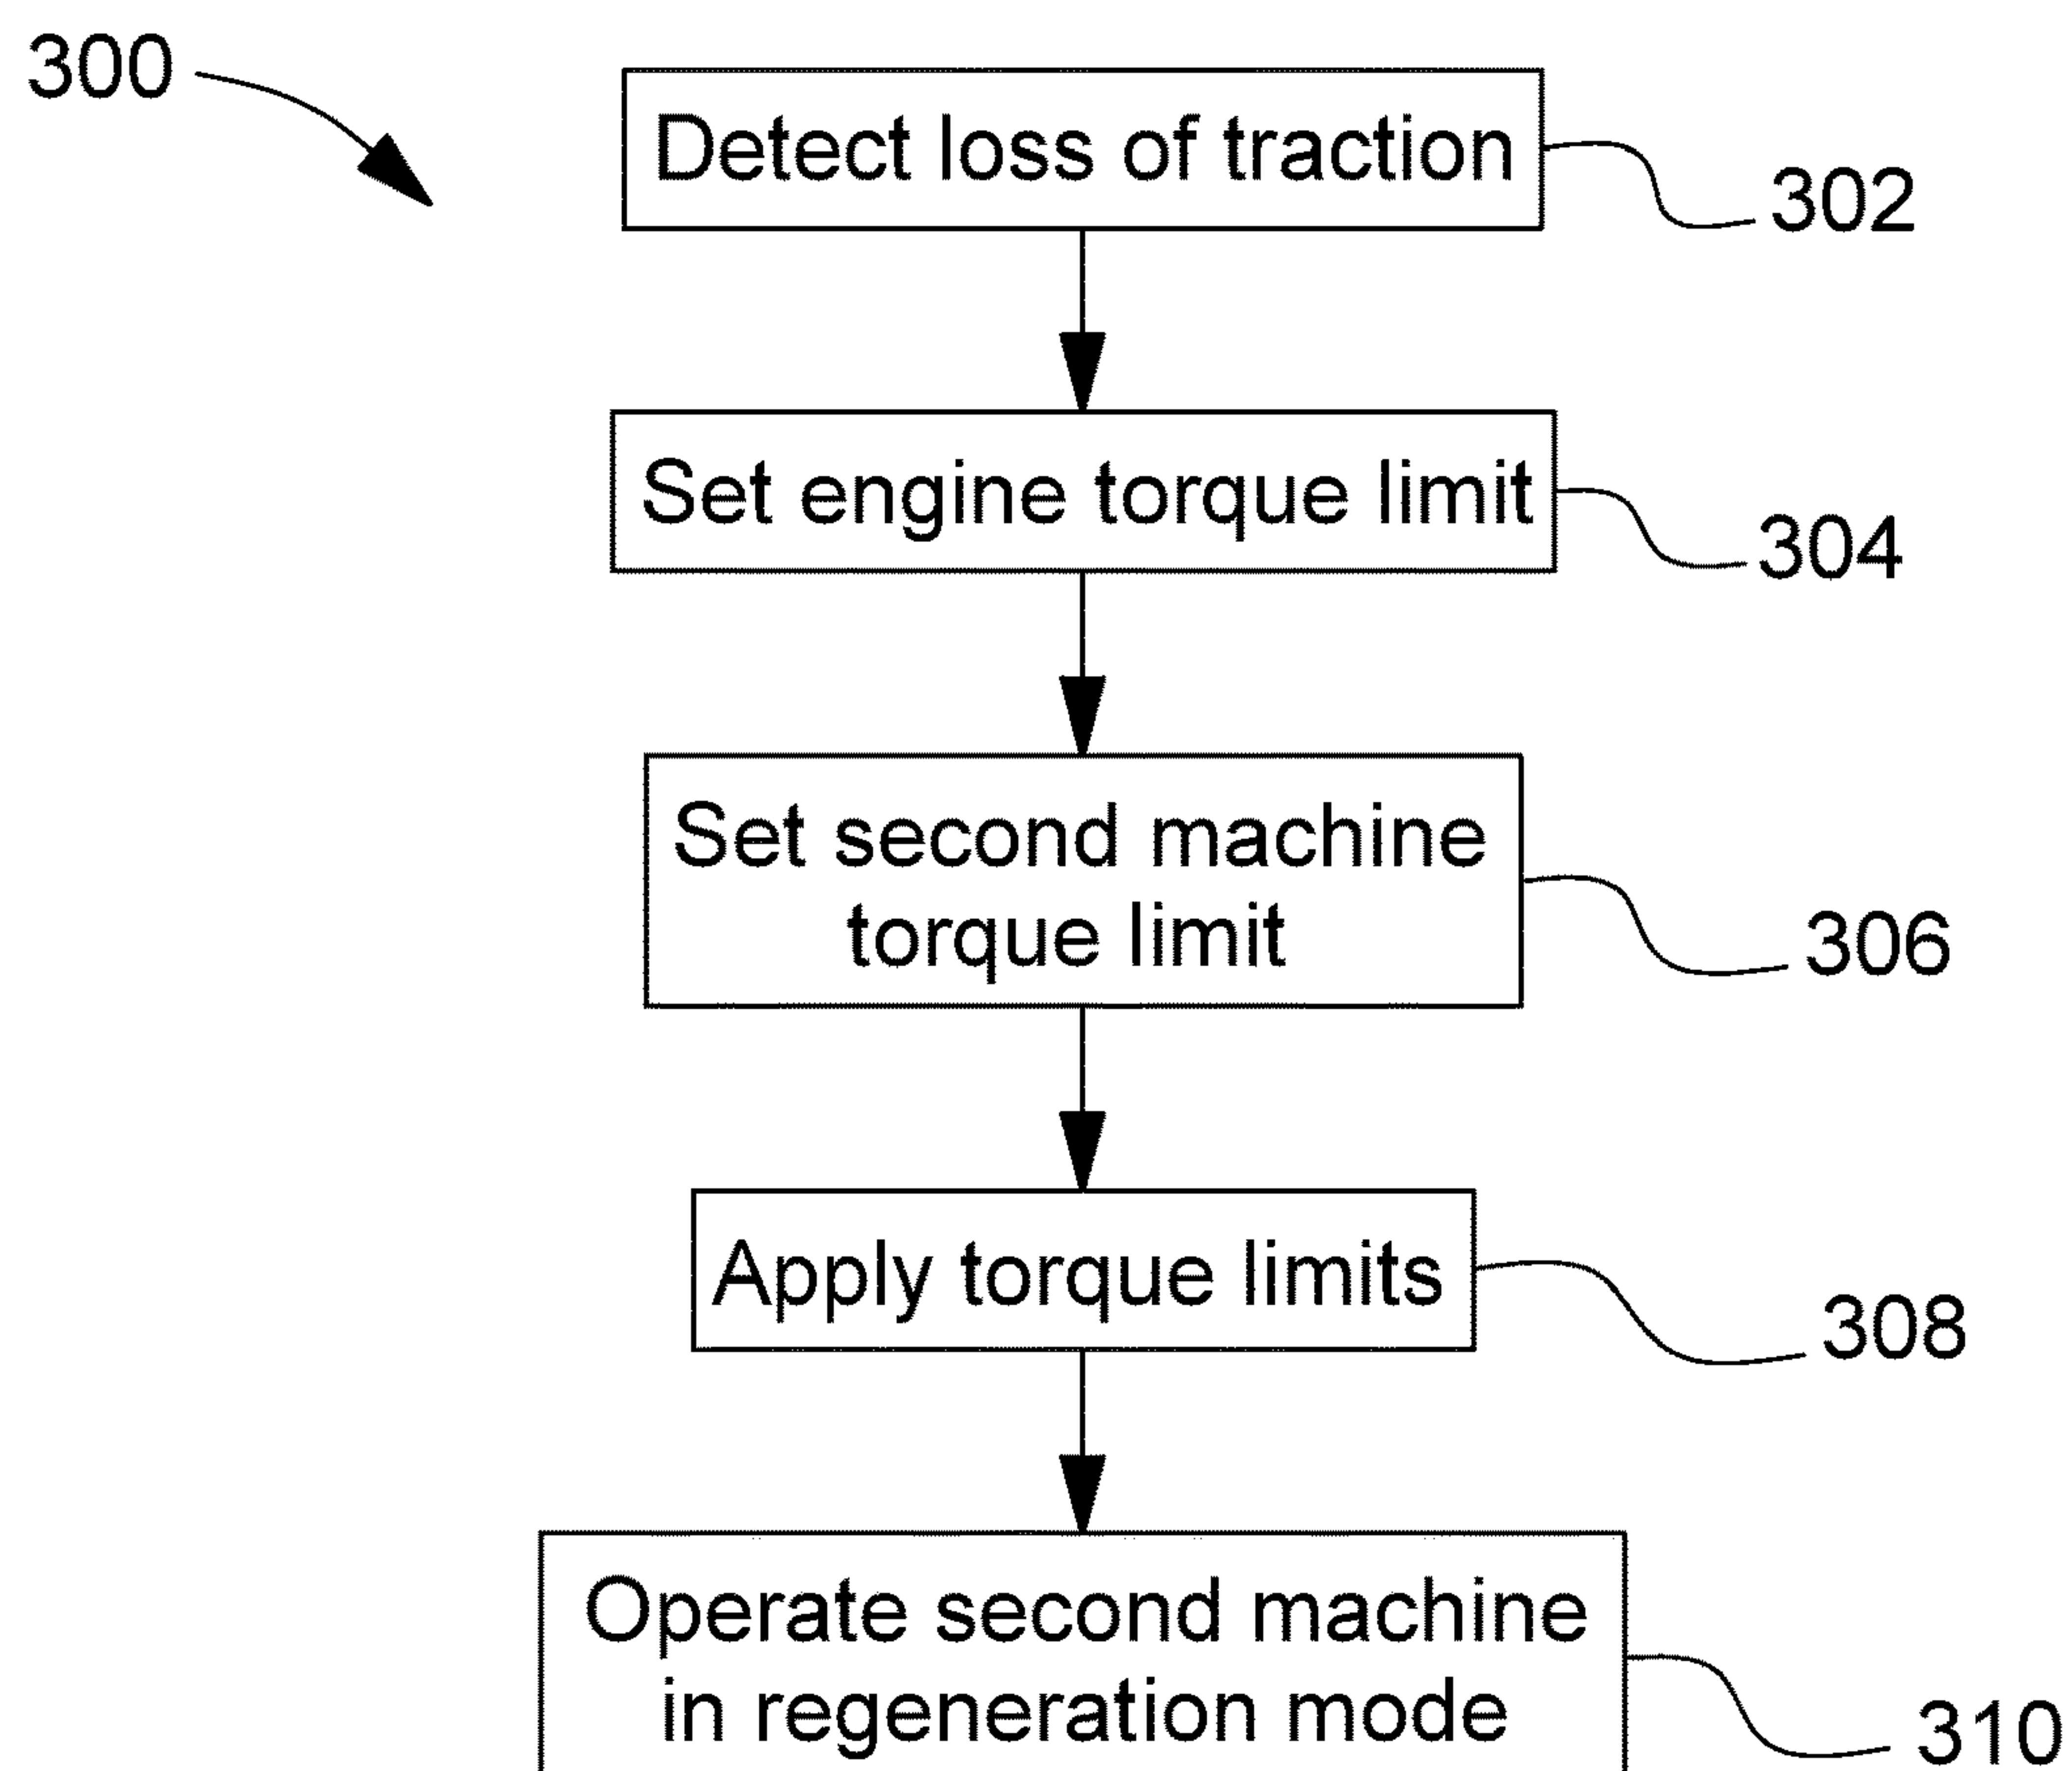 300
Detect loss of traction
302
Set engine torque limit
304
Set second machine
torque limit
306
Apply torque limits
308
Operate second machine
in regeneration mode
310